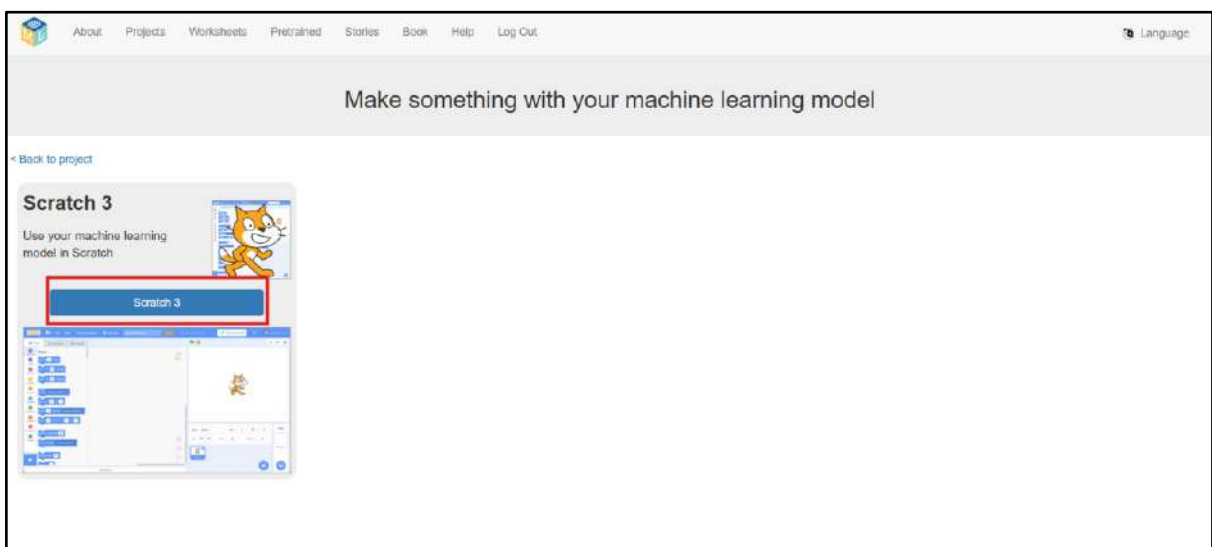 About Projects Worksheets Pretrained Stories Book Help Log Out Language
Make something with your machine learning model
< Back to project
Scratch 3
Use your machine learning
model in Scratch
Scratch 3